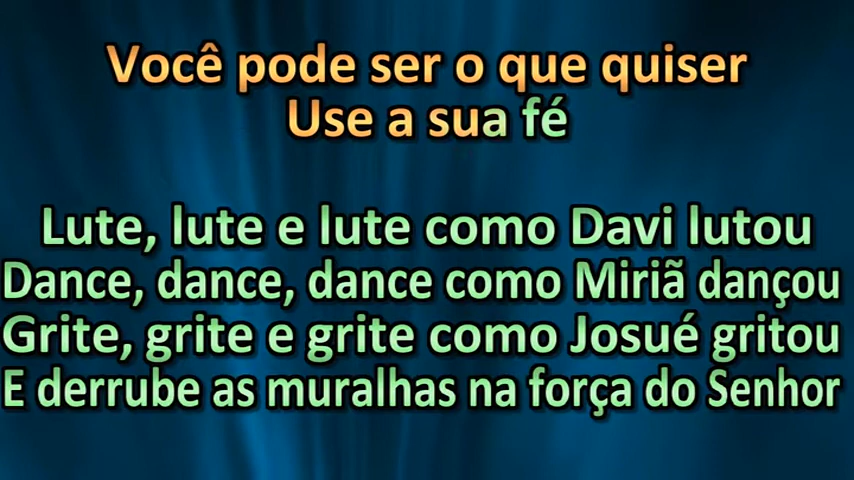 Você pode ser o que quiser
Use a sua fé
Lute, lute e lute como Davi lutou
Dance, dance, dance como Miriã dançou
Grite, grite e grite como Josué gritou
E derrube as muralhas na força do Senhor